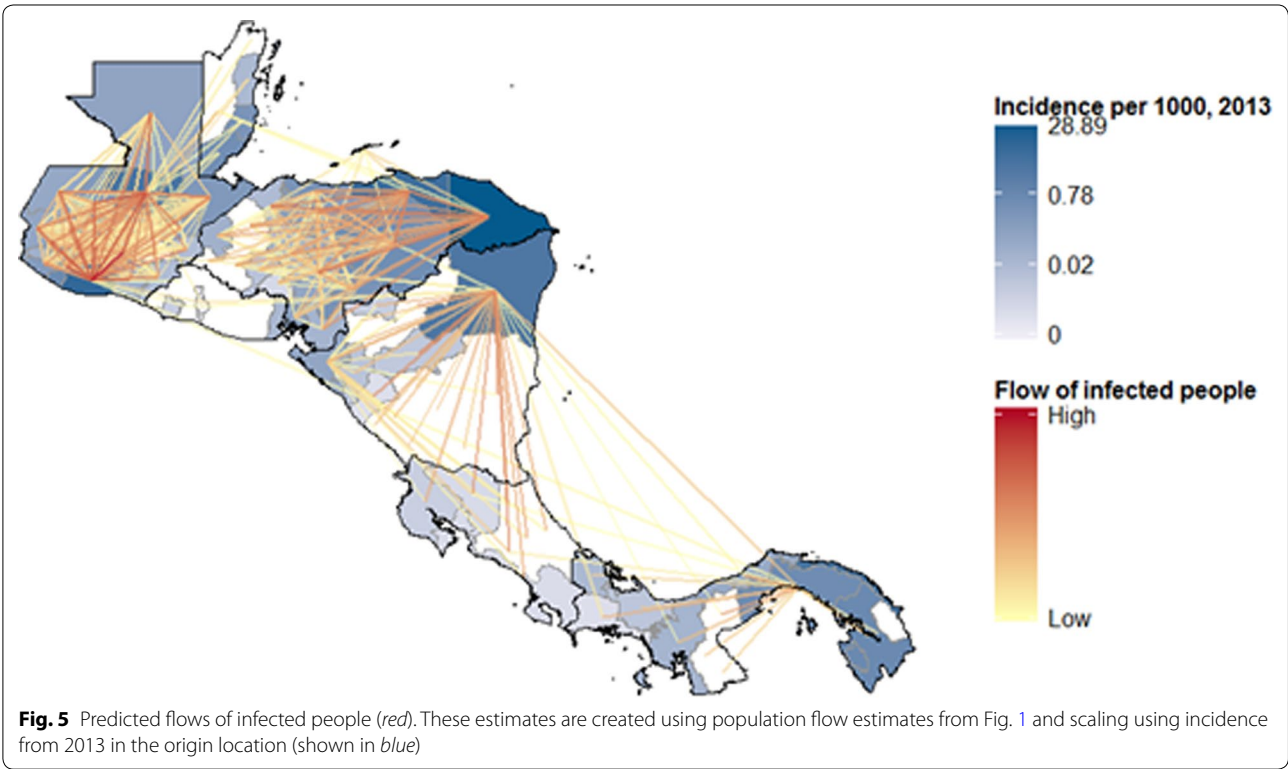 Incidence per 1000, 2013
28.89
0.78
0.02
0
Flow of infected people
High
Low
Fig. 5 Predicted flows of infected people (red). These estimates are created using population flow estimates from Fig. 1 and scaling using incidence
from 2013 in the origin location (shown in blue)